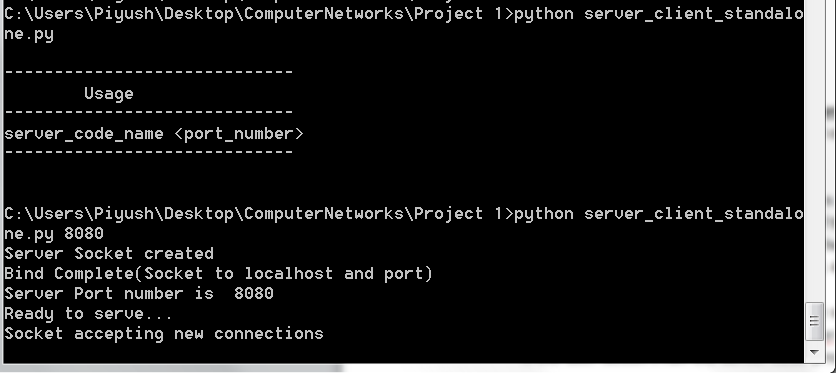 C:\Users\Piyush\Desktop\ComputerNetworks\Project 1>python server_client_standalo
ne.py
-----------------------------
        Usage
-----------------------------
server_code_name <port_number>
-----------------------------
C:\Users\Piyush\Desktop\ComputerNetworks\Project 1>python server_client_standalo
ne.py 8080
Server Socket created
Bind Complete(Socket to localhost and port)
Server Port number is  8080
Ready to serve...
Socket accepting new connections